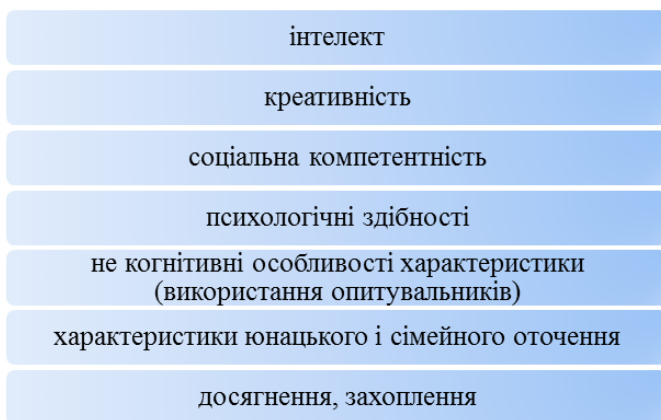 інтелект
креативність
соціальна компетентність
психологічні здібності
не когнітивні особливості характеристики
(використання опитувальників)
характеристики юнацького і сімейного оточення
досягнення, захоплення